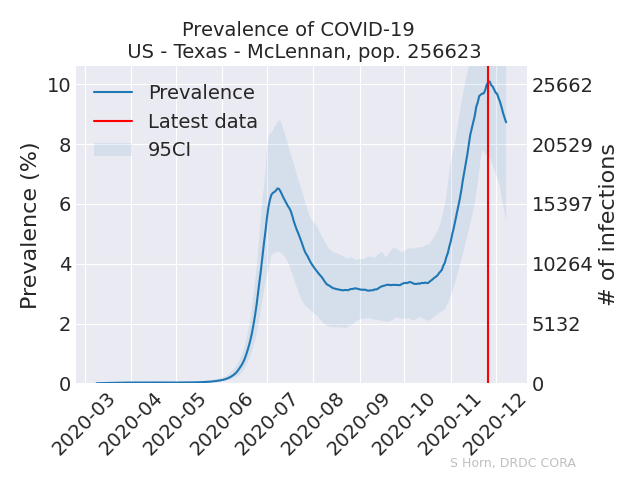 Prevalence of COVID-19
US - Texas - McLennan, pop. 256623
Prevalence
Latest data
95CI
Prevalence (%)
10
8
6
4
2
0
25662
20529
15397
10264
5132
0
# of infections
2020-03
2020-04
2020-05
2020-06
2020-07
2020-08
2020-09
2020-10
2020-11
2020-12
S Horn, DRDC CORA